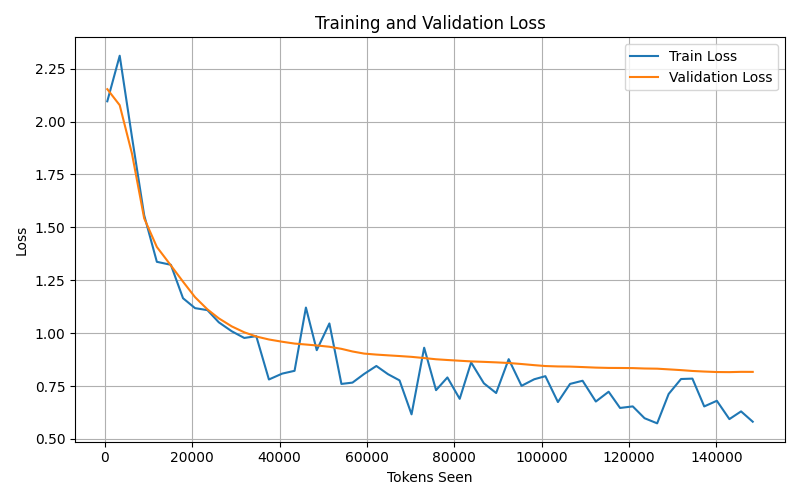 Training and Validation Loss
Train Loss
Validation Loss
2.25
2.00
1.75
1.50
1.25
1.00
0.75
0.50
Loss
0 20000 40000 60000 80000 100000 120000 140000
Tokens Seen